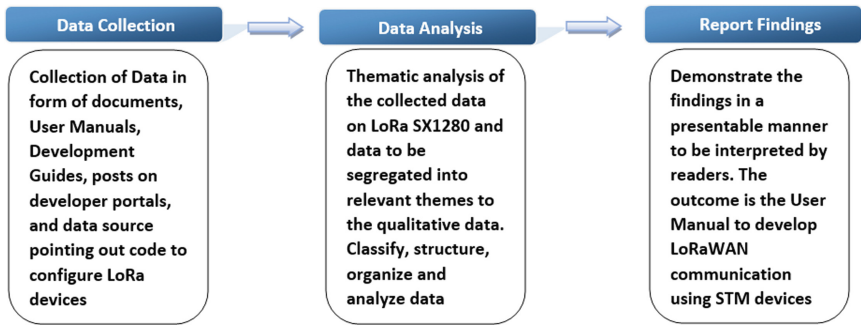 Data Collection
Collection of Data in
form of documents,
User Manuals,
Development
Guides, posts on
developer portals,
and data source
pointing out code to
configure LoRa
devices
Data Analysis
Thematic analysis of
the collected data
on LoRa SX1280 and
data to be
segregated into
relevant themes to
the qualitative data.
Classify, structure,
organize and
analyze data
Report Findings
Demonstrate the
findings in a
presentable manner
to be interpreted by
readers. The
outcome is the User
Manual to develop
LoRaWAN
communication
using STM devices